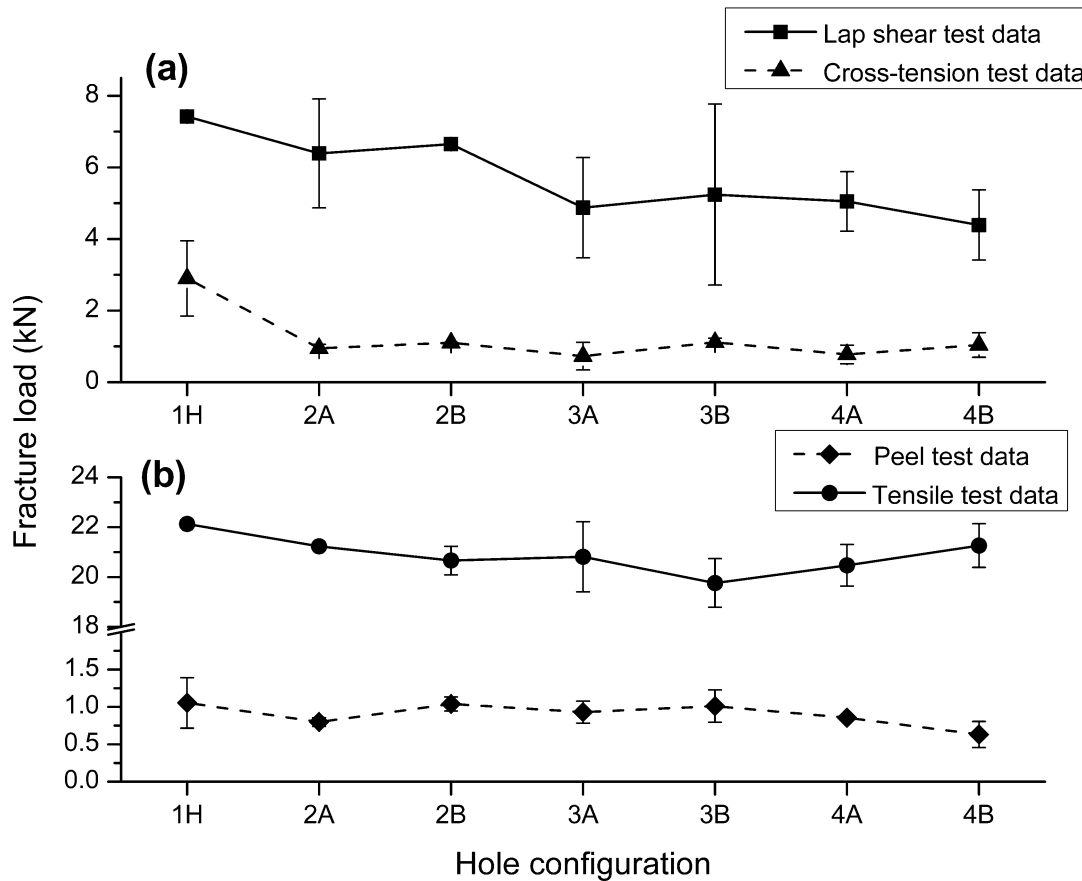 Lap shear test data
Cross-tension test data
(a)
8
6
4
2
0
1H 2A 2B 3A 3B 4A 4B
Fracture load (kN)
Peel test data
Tensile test data
(b)
24
22
20
18
1.5
1.0
0.5
0.0
1H 2A 2B 3A 3B 4A 4B
Hole configuration